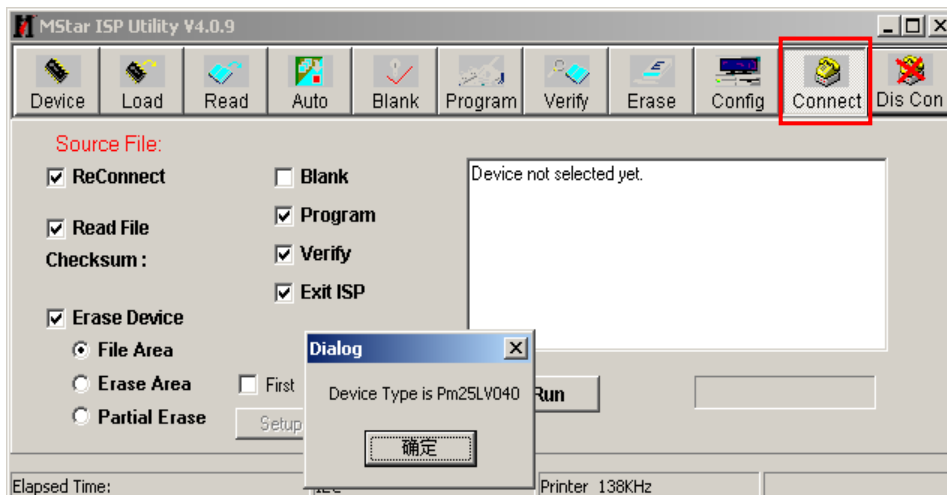 MStar ISP Utility V4.0.9
Device Load Read Auto Blank Program Verify Erase Config Connect Dis Con
Source File:
ReConnect
Blank
Device not selected yet.
Program
Read File
Verify
Checksum :
Exit ISP
Erase Device
File Area
Dialog
Erase Area
First
Device Type is Pm25LV040
Run
Partial Erase
Setup
确定
Elapsed Time:
Printer 138KHz